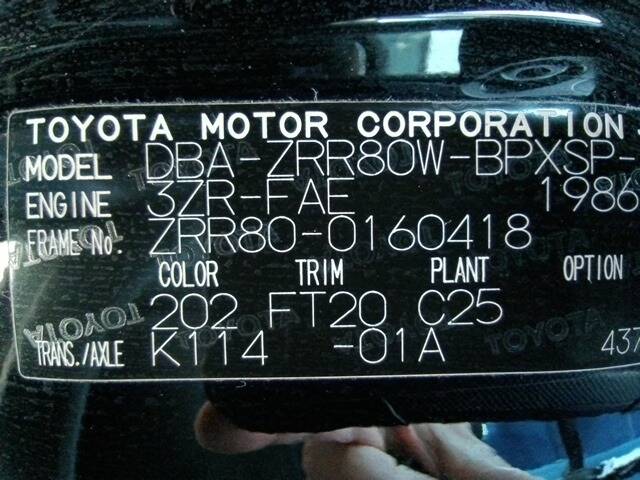 TOYOTA MOTOR CORPORATION
MODEL DBA-ZRR80W-BPXSP-
ENGINE 3ZR-FAE 1986
FRAME No. ZRR80-0160418
COLOR TRIM PLANT OPTION
202 FT20 C25
TRANS./AXLE K114 -01A 437